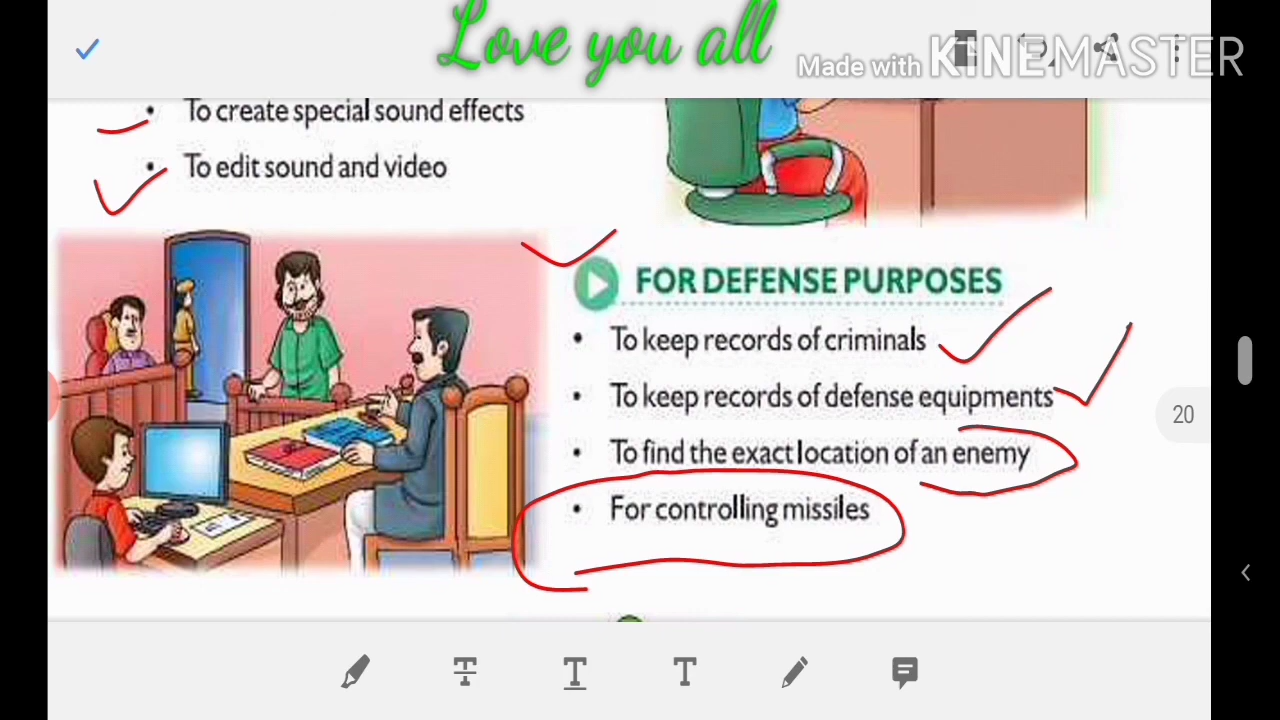 Love you all
Made with KINEMASTER
• To create special sound effects
• To edit sound and video
FOR DEFENSE PURPOSES
• To keep records of criminals
• To keep records of defense equipments
• To find the exact location of an enemy
• For controlling missiles
20
T T T